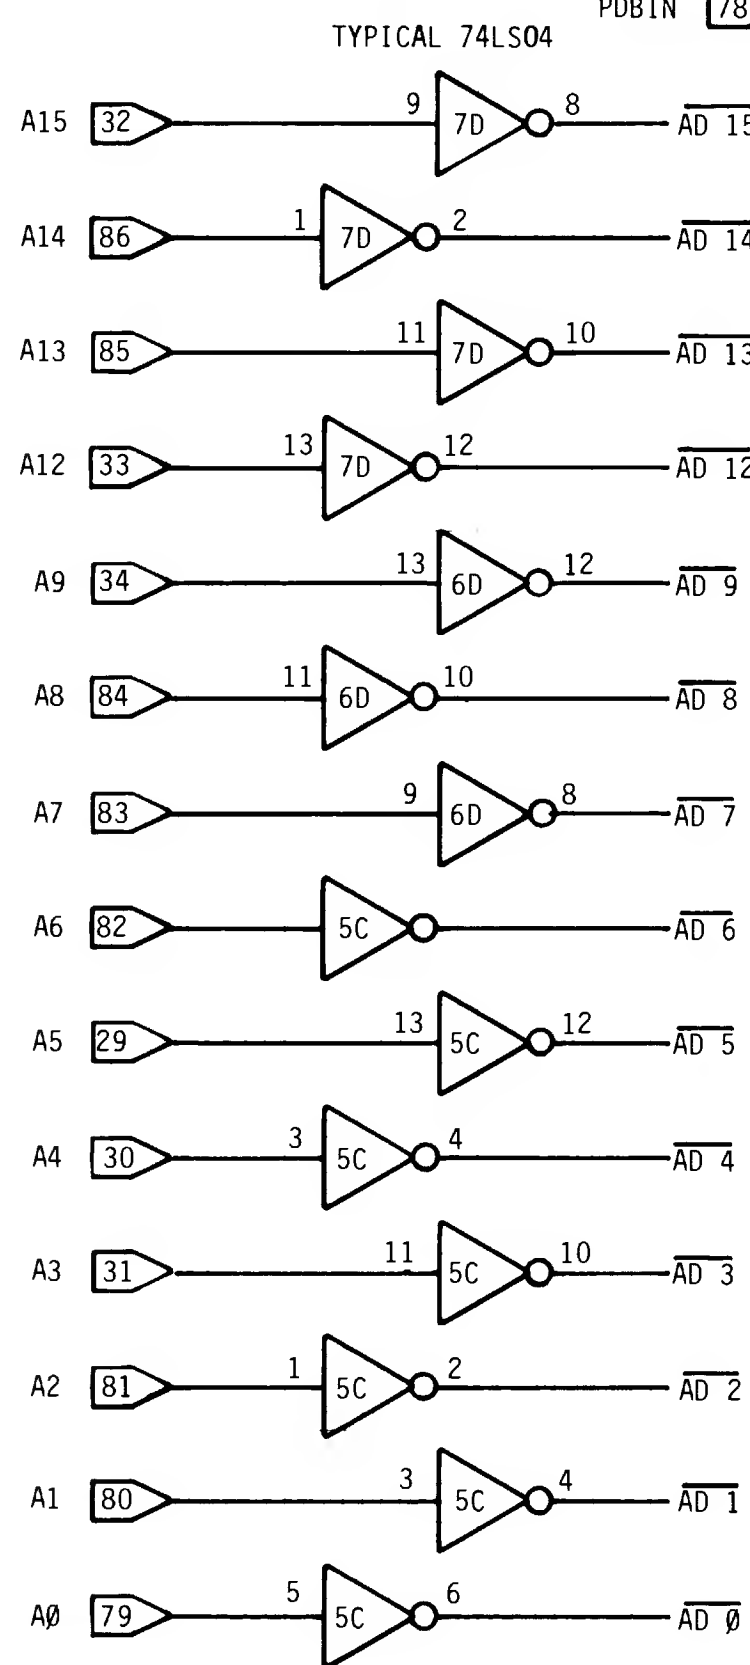 PDBIN 78
TYPICAL 74LS04
A15 32 9 7D 8 AD 15
A14 86 1 7D 2 AD 14
A13 85 11 7D 10 AD 13
A12 33 13 7D 12 AD 12
A9 34 13 6D 12 AD 9
A8 84 11 6D 10 AD 8
A7 83 9 6D 8 AD 7
A6 82 5C AD 6
A5 29 13 5C 12 AD 5
A4 30 3 5C 4 AD 4
A3 31 11 5C 10 AD 3
A2 81 1 5C 2 AD 2
A1 80 3 5C 4 AD 1
AØ 79 5 5C 6 AD Ø